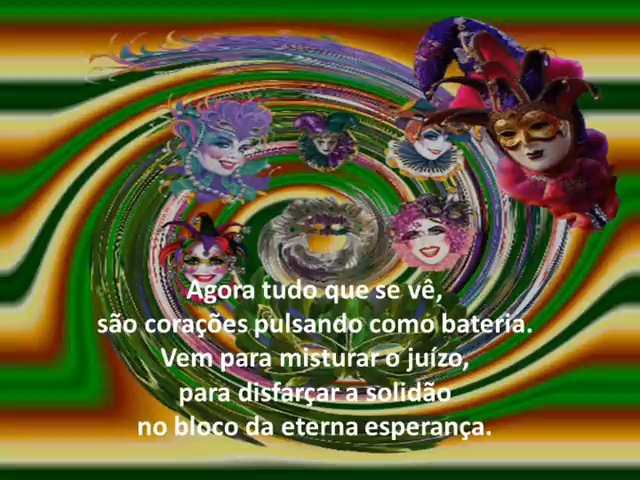 Agora tudo que se vê,
são corações pulsando como bateria.
Vem para misturar o juízo,
para disfarçar a solidão
no bloco da eterna esperança.